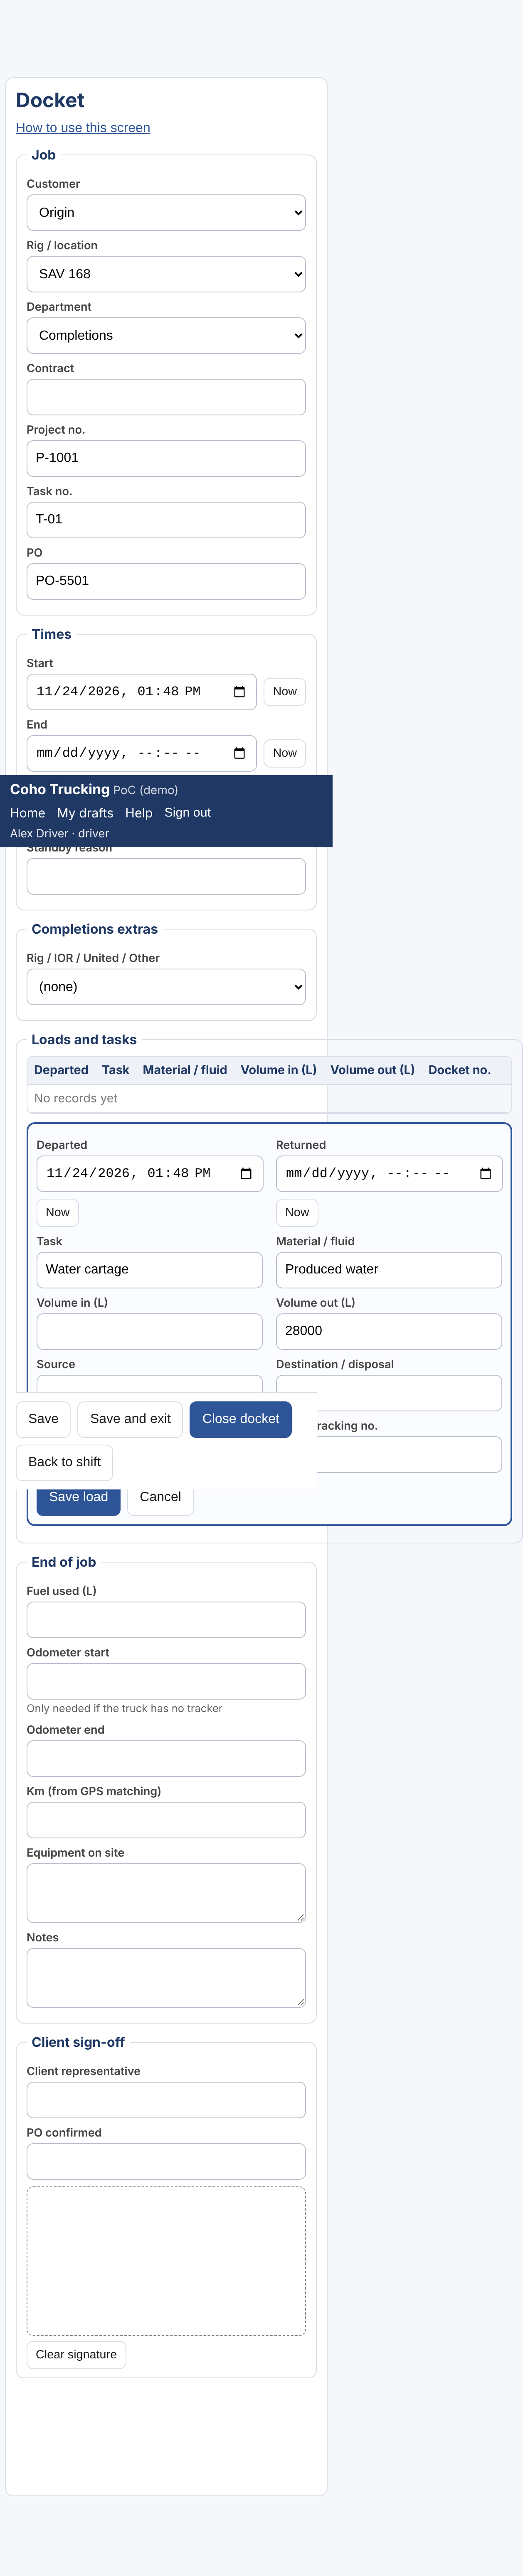 Docket
How to use this screen
Job
Customer
Origin
Rig / location
SAV 168
Department
Completions
Contract
Project no.
P-1001
Task no.
T-01
PO
PO-5501
Times
Start
11/24/2026, 01:48 PM
Now
End
mm/dd/yyyy, --:-- --
Now
Coho Trucking PoC (demo)
Home My drafts Help Sign out
Alex Driver · driver
Standby reason
Completions extras
Rig / IOR / United / Other
(none)
Loads and tasks
Departed Task Material / fluid Volume in (L) Volume out (L) Docket no.
No records yet
Departed Returned
11/24/2026, 01:48 PM mm/dd/yyyy, --:-- --
Now Now
Task Material / fluid
Water cartage Produced water
Volume in (L) Volume out (L)
28000
Source Destination / disposal
Save Save and exit Close docket
racking no.
Back to shift
Save load Cancel
End of job
Fuel used (L)
Odometer start
Only needed if the truck has no tracker
Odometer end
Km (from GPS matching)
Equipment on site
Notes
Client sign-off
Client representative
PO confirmed
Clear signature